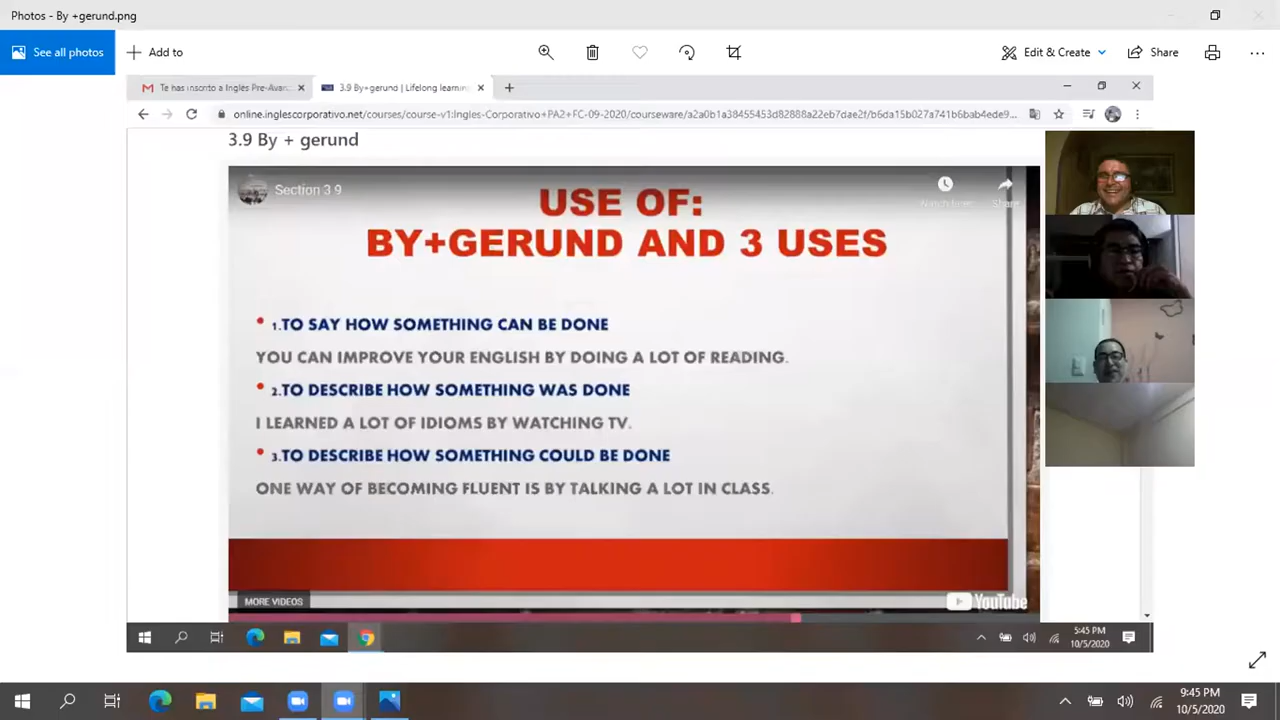 Photos - By +gerund.png
See all photos
Add to
Edit & Create
Share
Te has inscrito a Inglés Pre-Avan
3.9 By+gerund | Lifelong learning
online.inglescorporativo.net/courses/course-v1:Ingles-Corporativo+PA2+FC-09-2020/courseware/a2a0b1a38455453d82888a22eb7dae2f/b6da15b027a741b6bab4ede9...
3.9 By + gerund
Section 3 9
Watch later
Share
USE OF:
BY+GERUND AND 3 USES
• 1.TO SAY HOW SOMETHING CAN BE DONE
YOU CAN IMPROVE YOUR ENGLISH BY DOING A LOT OF READING.
• 2.TO DESCRIBE HOW SOMETHING WAS DONE
I LEARNED A LOT OF IDIOMS BY WATCHING TV.
• 3.TO DESCRIBE HOW SOMETHING COULD BE DONE
ONE WAY OF BECOMING FLUENT IS BY TALKING A LOT IN CLASS.
MORE VIDEOS
YouTube
5:45 PM
10/5/2020
9:45 PM
10/5/2020